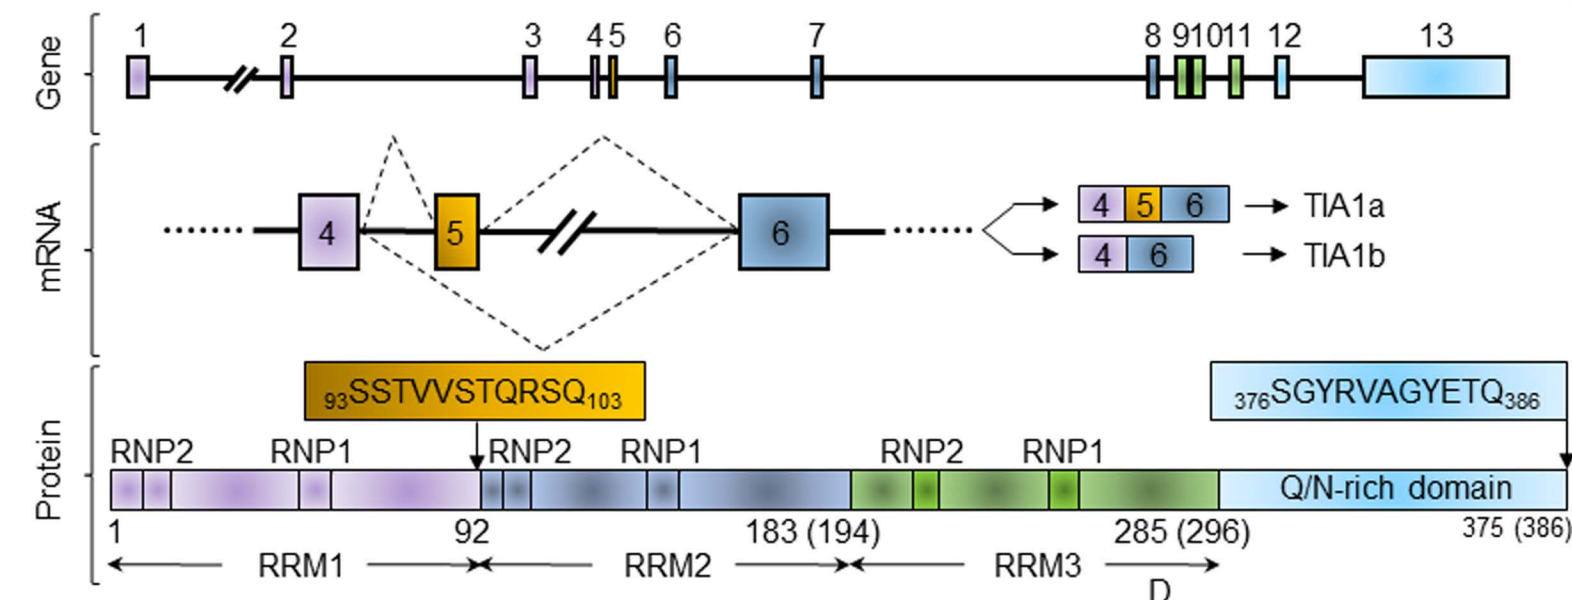 Gene
1 2 3 4 5 6 7 8 9 10 11 12 13
mRNA
4 5 6
4 5 6 TIA1a
4 6 TIA1b
Protein
93SSTVVSTQRSQ103
376SGYRVAGYETQ386
RNP2 RNP1 RNP2 RNP1 RNP2 RNP1
Q/N-rich domain
1 92 183 (194) 285 (296) 375 (386)
RRM1 RRM2 RRM3
D